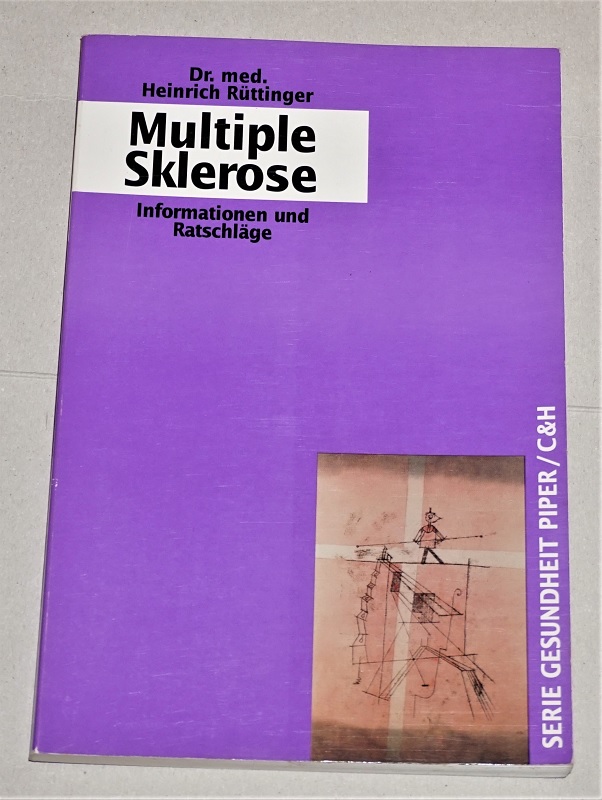 Dr. med.
Heinrich Rüttinger
Multiple
Sklerose
Informationen und
Ratschläge
SERIE GESUNDHEIT PIPER/C&H